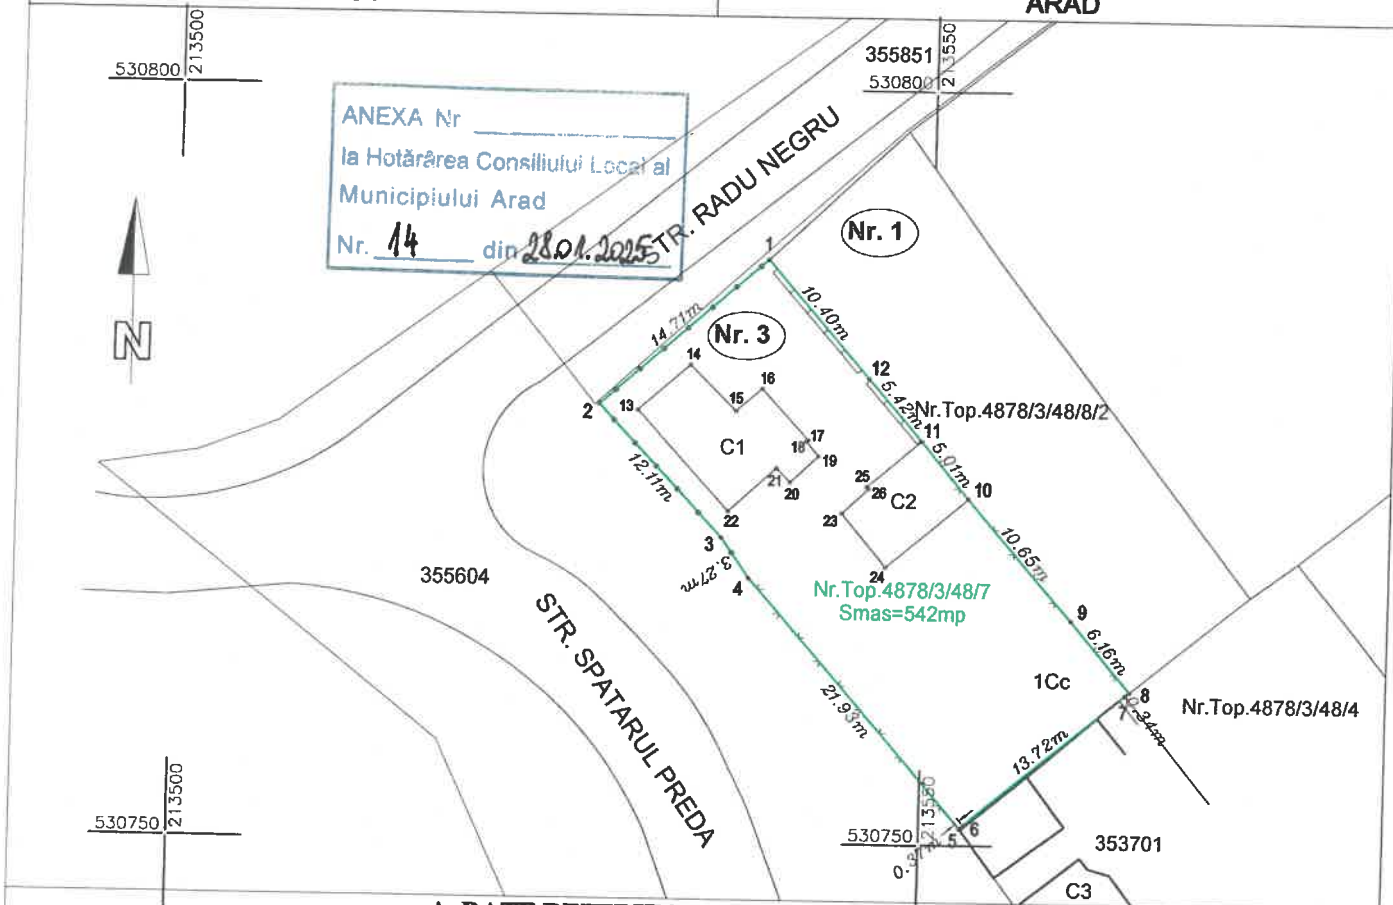 ARAD
213500
530800
355851
213550
530800
ANEXA Nr
la Hotărârea Consiliului Local al
Municipiului Arad
Nr. 14 din 28.01.2025
STR. RADU NEGRU
Nr. 1
1
10.40m
14.71m
Nr. 3
N
14
12
16
5.42m
Nr.Top.4878/3/48/8/2
2
13
15
17
11
C1
18
19
5.01m
12.11m
21
20
25
26
C2
10
22
23
3
10.65m
3.27m
24
355604
4
Nr.Top.4878/3/48/7
Smas=542mp
STR. SPATARUL PREDA
9
6.16m
1Cc
8
7
Nr.Top.4878/3/48/4
21.93m
13.72m
213500
530750
213550
530750
5
6
0.37m
353701
C3